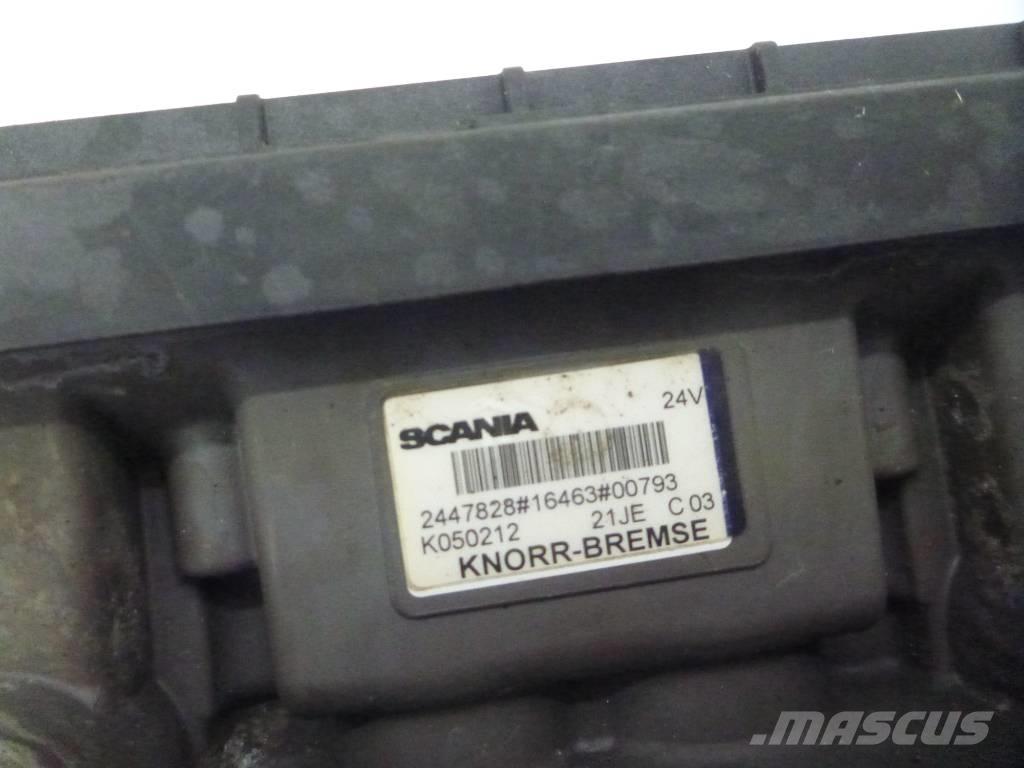 SCANIA 24V
2447828#16463#00793
K050212 21JE C 03
KNORR-BREMSE
MASCUS